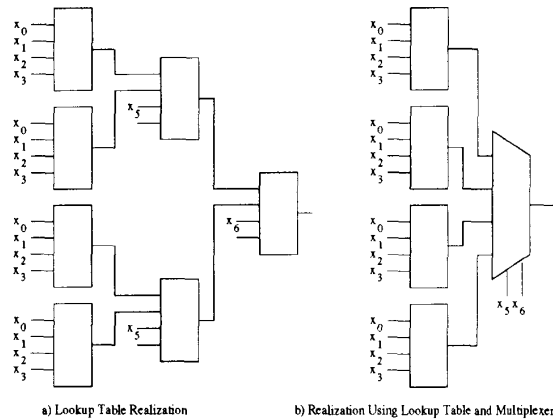 x0
x1
x2
x3
x0
x1
x2
x3
x5
x0
x1
x2
x3
x0
x1
x2
x3
x5
x6
a) Lookup Table Realization
x0
x1
x2
x3
x0
x1
x2
x3
x0
x1
x2
x3
x0
x1
x2
x3
x5 x6
b) Realization Using Lookup Table and Multiplexer